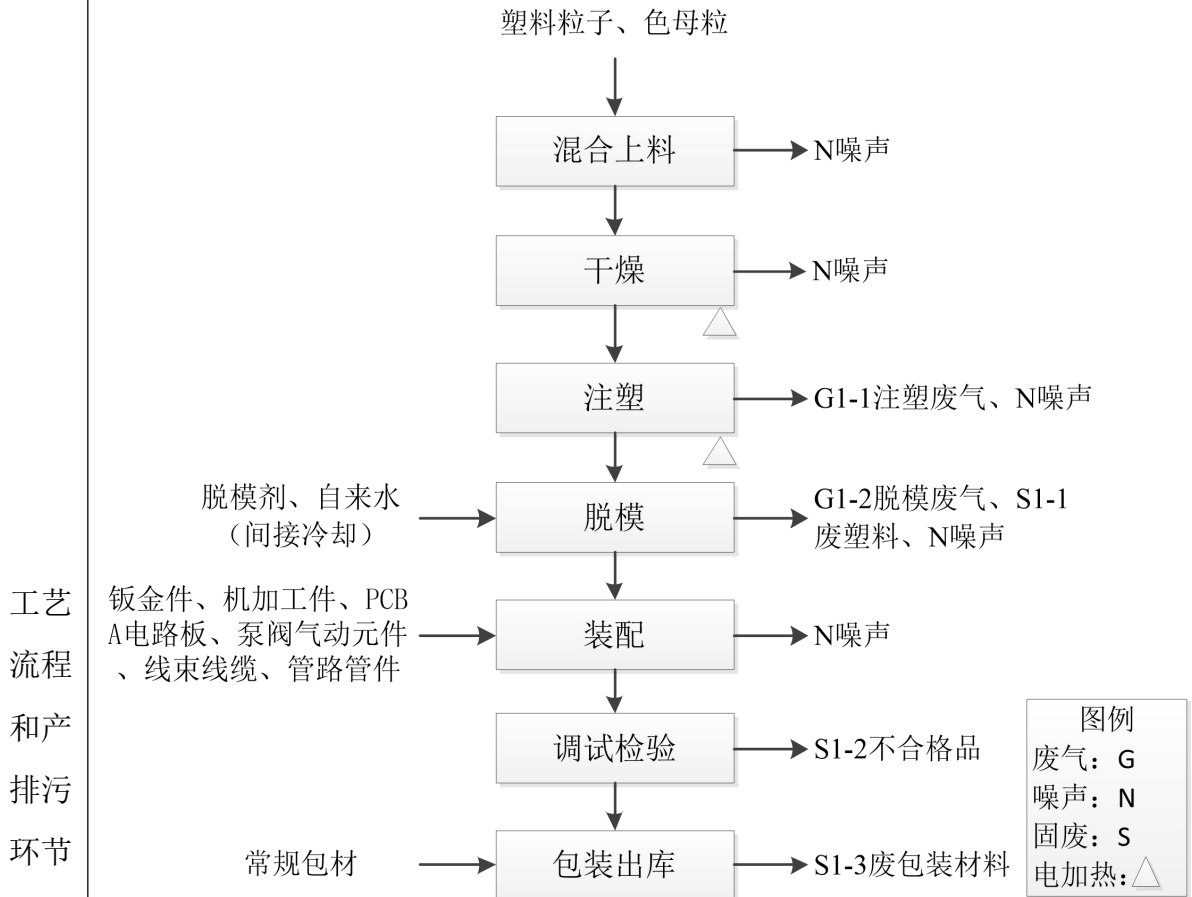 塑料粒子、色母粒
混合上料
N噪声
干燥
N噪声
注塑
G1-1注塑废气、N噪声
脱模剂、自来水
（间接冷却）
脱模
G1-2脱模废气、S1-1
废塑料、N噪声
钣金件、机加工件、PCB
A电路板、泵阀气动元件
、线束线缆、管路管件
装配
N噪声
调试检验
S1-2不合格品
常规包材
包装出库
S1-3废包装材料
工艺
流程
和产
排污
环节
图例
废气：G
噪声：N
固废：S
电加热：